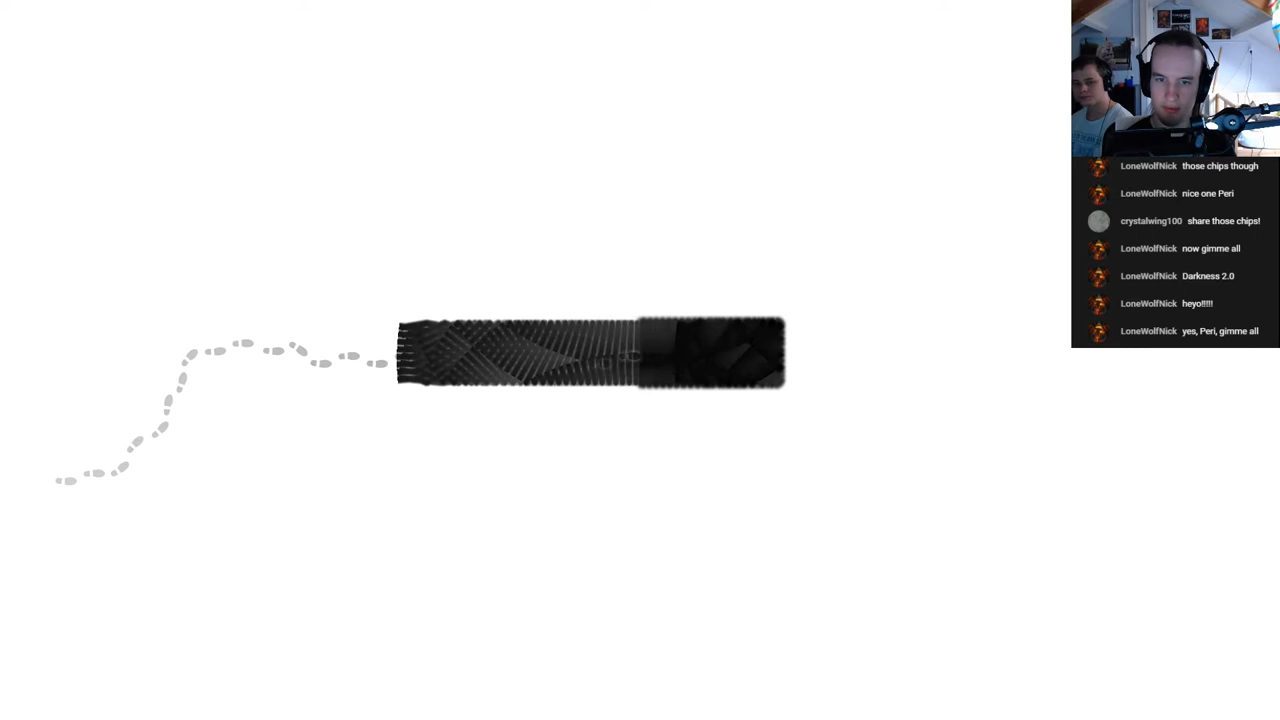 LoneWolfNick those chips though
LoneWolfNick nice one Peri
crystalwing100 share those chips!
LoneWolfNick now gimme all
LoneWolfNick Darkness 2.0
LoneWolfNick heyo!!!!!
LoneWolfNick yes, Peri, gimme all